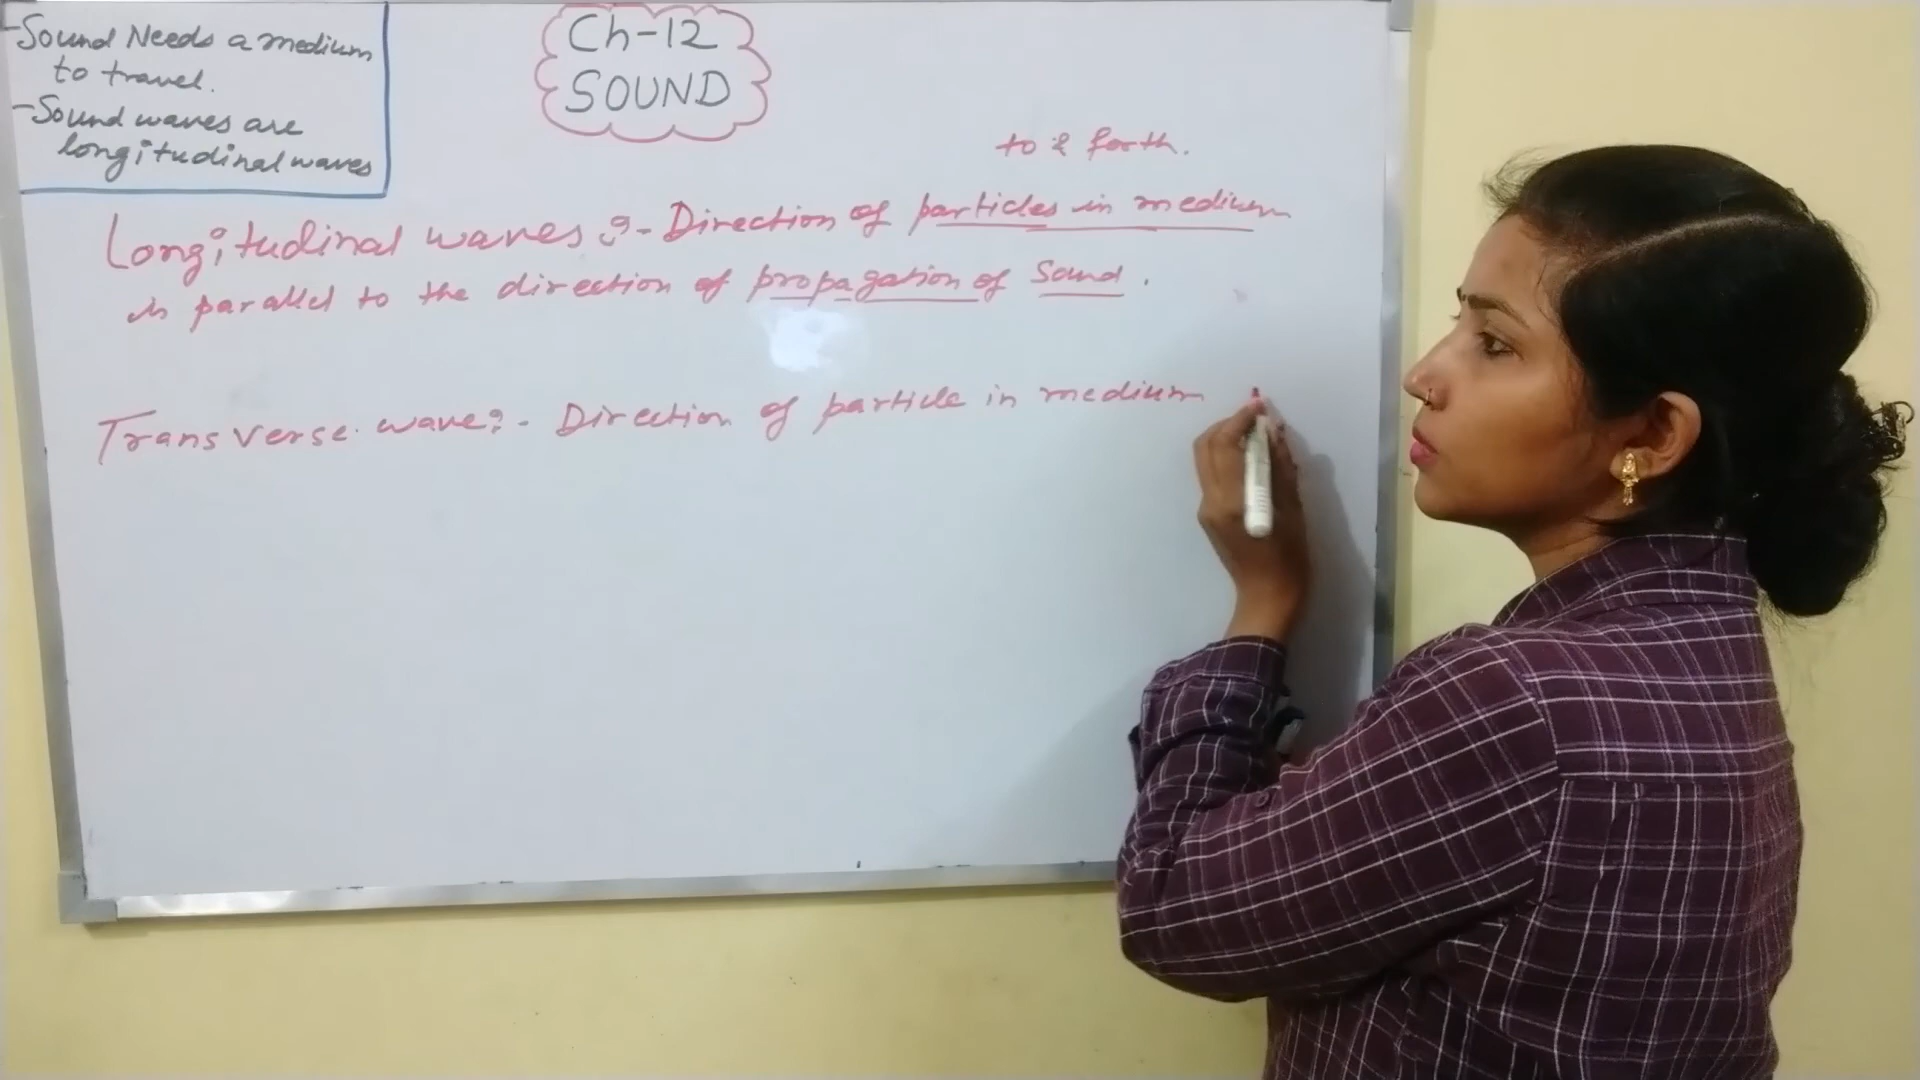 -Sound Needs a medium
to travel.
-Sound waves are
longitudinal waves
Ch-12
SOUND
to & forth.
Longitudinal waves :- Direction of particles in medium
is parallel to the direction of propagation of Sound.
Transverse wave:- Direction of particle in medium